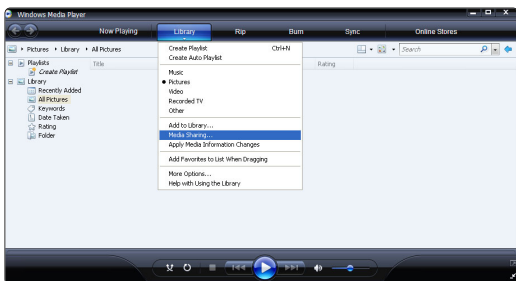 Windows Media Player
Now Playing Library Rip Burn Sync Online Stores
Pictures Library All Pictures Search
Playlists
Create Playlist
Library
Recently Added
All Pictures
Keywords
Date Taken
Rating
Folder
Title Rating
Create Playlist Ctrl+N
Create Auto Playlist
Music
Pictures
Video
Recorded TV
Other
Add to Library...
Media Sharing...
Apply Media Information Changes
Add Favorites to List When Dragging
More Options...
Help with Using the Library